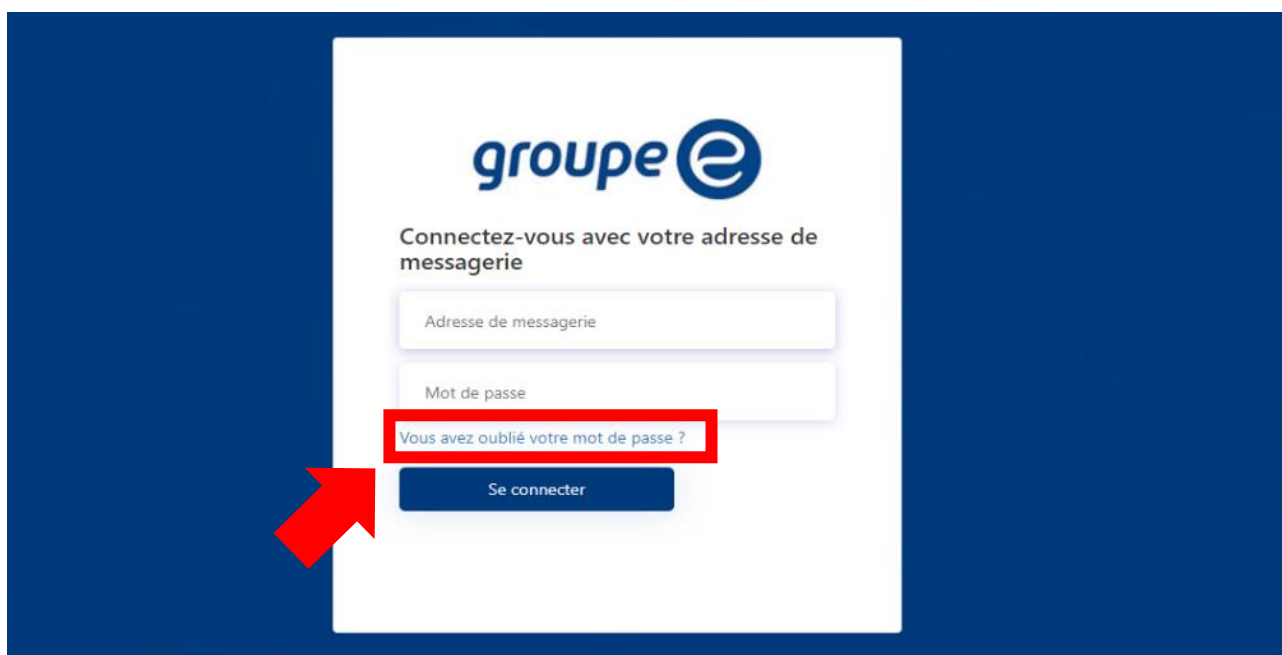 groupe e
Connectez-vous avec votre adresse de
messagerie
Adresse de messagerie
Mot de passe
Vous avez oublié votre mot de passe ?
Se connecter